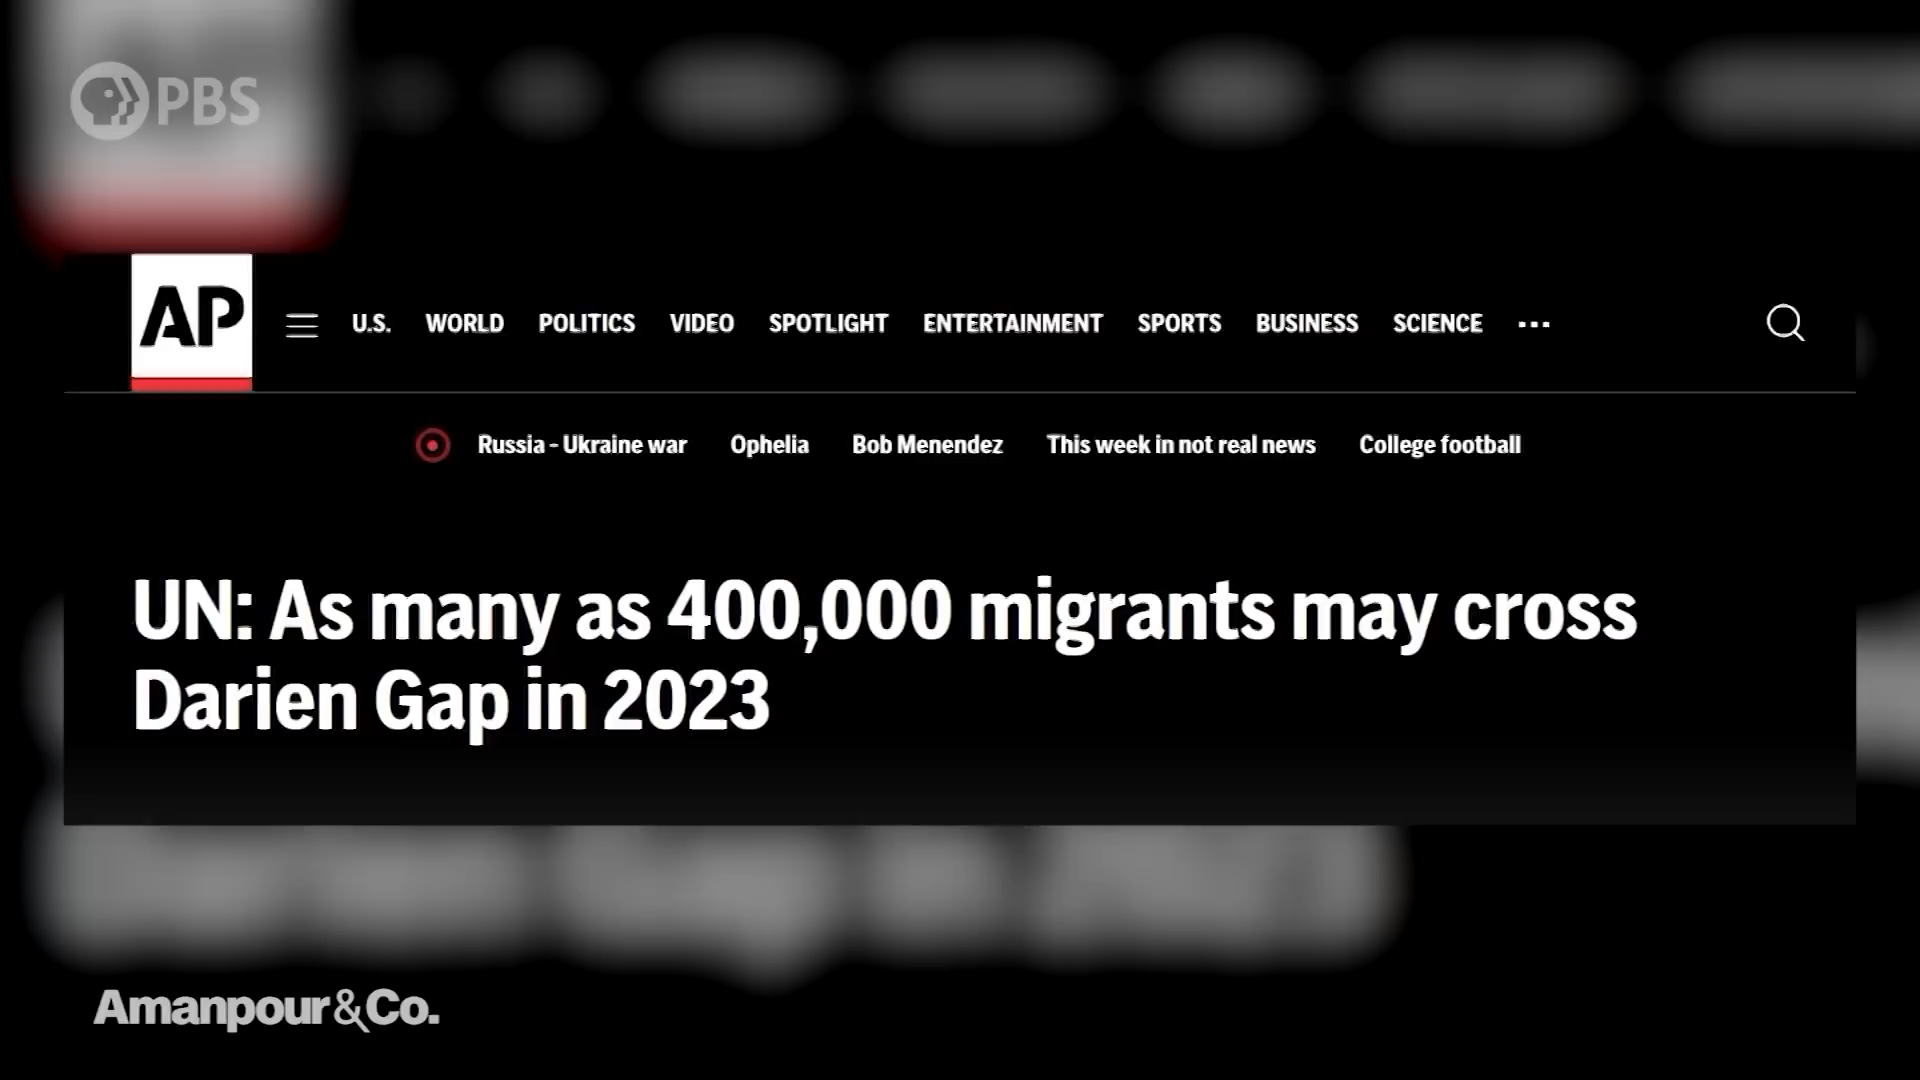 PBS
AP
U.S. WORLD POLITICS VIDEO SPOTLIGHT ENTERTAINMENT SPORTS BUSINESS SCIENCE ...
Russia - Ukraine war Ophelia Bob Menendez This week in not real news College football
UN: As many as 400,000 migrants may cross
Darien Gap in 2023
Amanpour&Co.